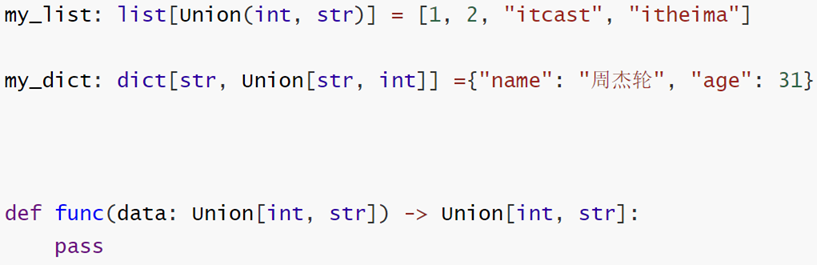 my_list: list[Union(int, str)] = [1, 2, "itcast", "itheima"]
my_dict: dict[str, Union[str, int]] ={"name": "周杰轮", "age": 31}
def func(data: Union[int, str]) -> Union[int, str]:
    pass